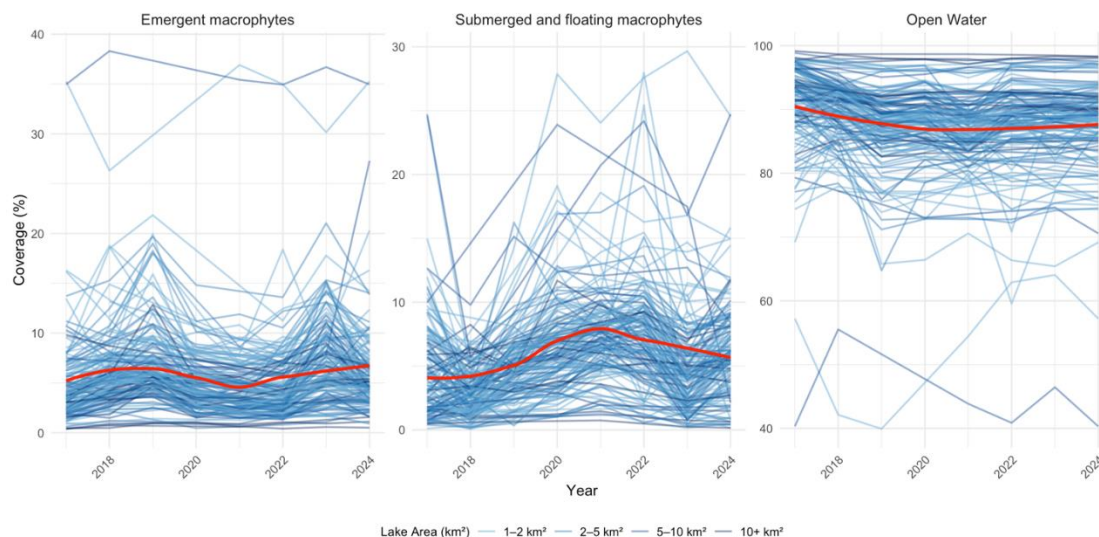 Emergent macrophytes Submerged and floating macrophytes Open Water
40 30 100
30 20 80
20 10 60
10 0 40
0
Coverage (%)
2018 2020 2022 2024 2018 2020 2022 2024 2018 2020 2022 2024
Year
Lake Area (km²) 1–2 km² 2–5 km² 5–10 km² 10+ km²